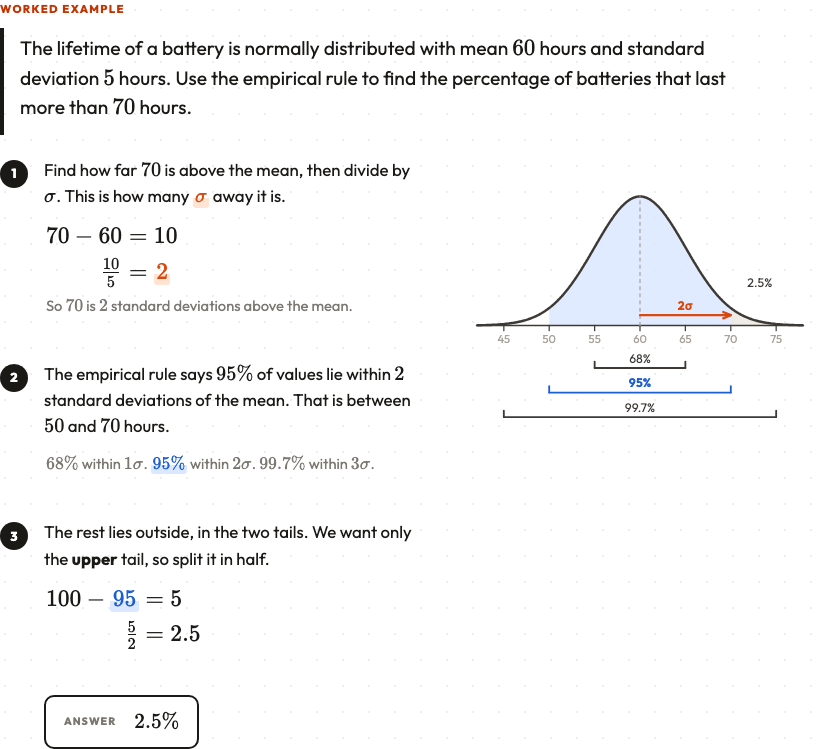 WORKED EXAMPLE
The lifetime of a battery is normally distributed with mean 60 hours and standard
deviation 5 hours. Use the empirical rule to find the percentage of batteries that last
more than 70 hours.
1
Find how far 70 is above the mean, then divide by
σ. This is how many σ away it is.
70 − 60 = 10
10/5 = 2
So 70 is 2 standard deviations above the mean.
2
The empirical rule says 95% of values lie within 2
standard deviations of the mean. That is between
50 and 70 hours.
68% within 1σ. 95% within 2σ. 99.7% within 3σ.
3
The rest lies outside, in the two tails. We want only
the upper tail, so split it in half.
100 − 95 = 5
5/2 = 2.5
ANSWER 2.5%
2.5%
2σ
45 50 55 60 65 70 75
68%
95%
99.7%